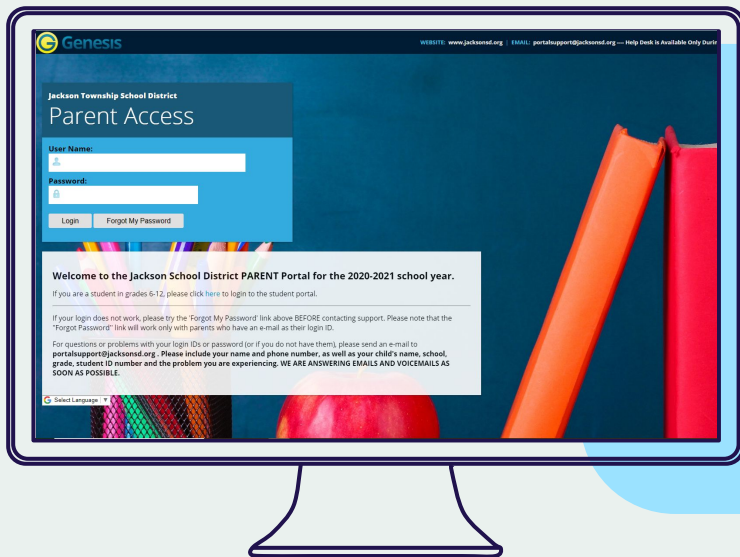 Genesis
WEBSITE: www.jacksonsd.org | EMAIL: portalsupport@jacksonsd.org --- Help Desk is Available Only Durin
Jackson Township School District
Parent Access
User Name:
Password:
Login Forgot My Password
Welcome to the Jackson School District PARENT Portal for the 2020-2021 school year.
If you are a student in grades 6-12, please click here to login to the student portal.
If your login does not work, please try the 'Forgot My Password' link above BEFORE contacting support. Please note that the
"Forgot Password" link will work only with parents who have an e-mail as their login ID.
For questions or problems with your login IDs or password (or if you do not have them), please send an e-mail to
portalsupport@jacksonsd.org . Please include your name and phone number, as well as your child's name, school,
grade, student ID number and the problem you are experiencing. WE ARE ANSWERING EMAILS AND VOICEMAILS AS
SOON AS POSSIBLE.
G Select Language ▼